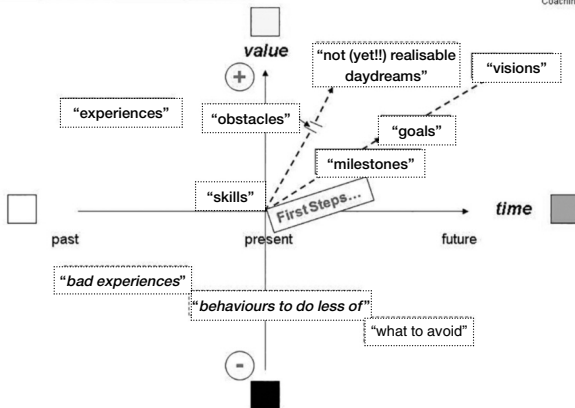 Coachin
value
+
"not (yet!!) realisable
daydreams"
"visions"
"experiences"
"obstacles"
"goals"
"milestones"
"skills"
First Steps...
time
past
present
future
"bad experiences"
"behaviours to do less of"
"what to avoid"
-